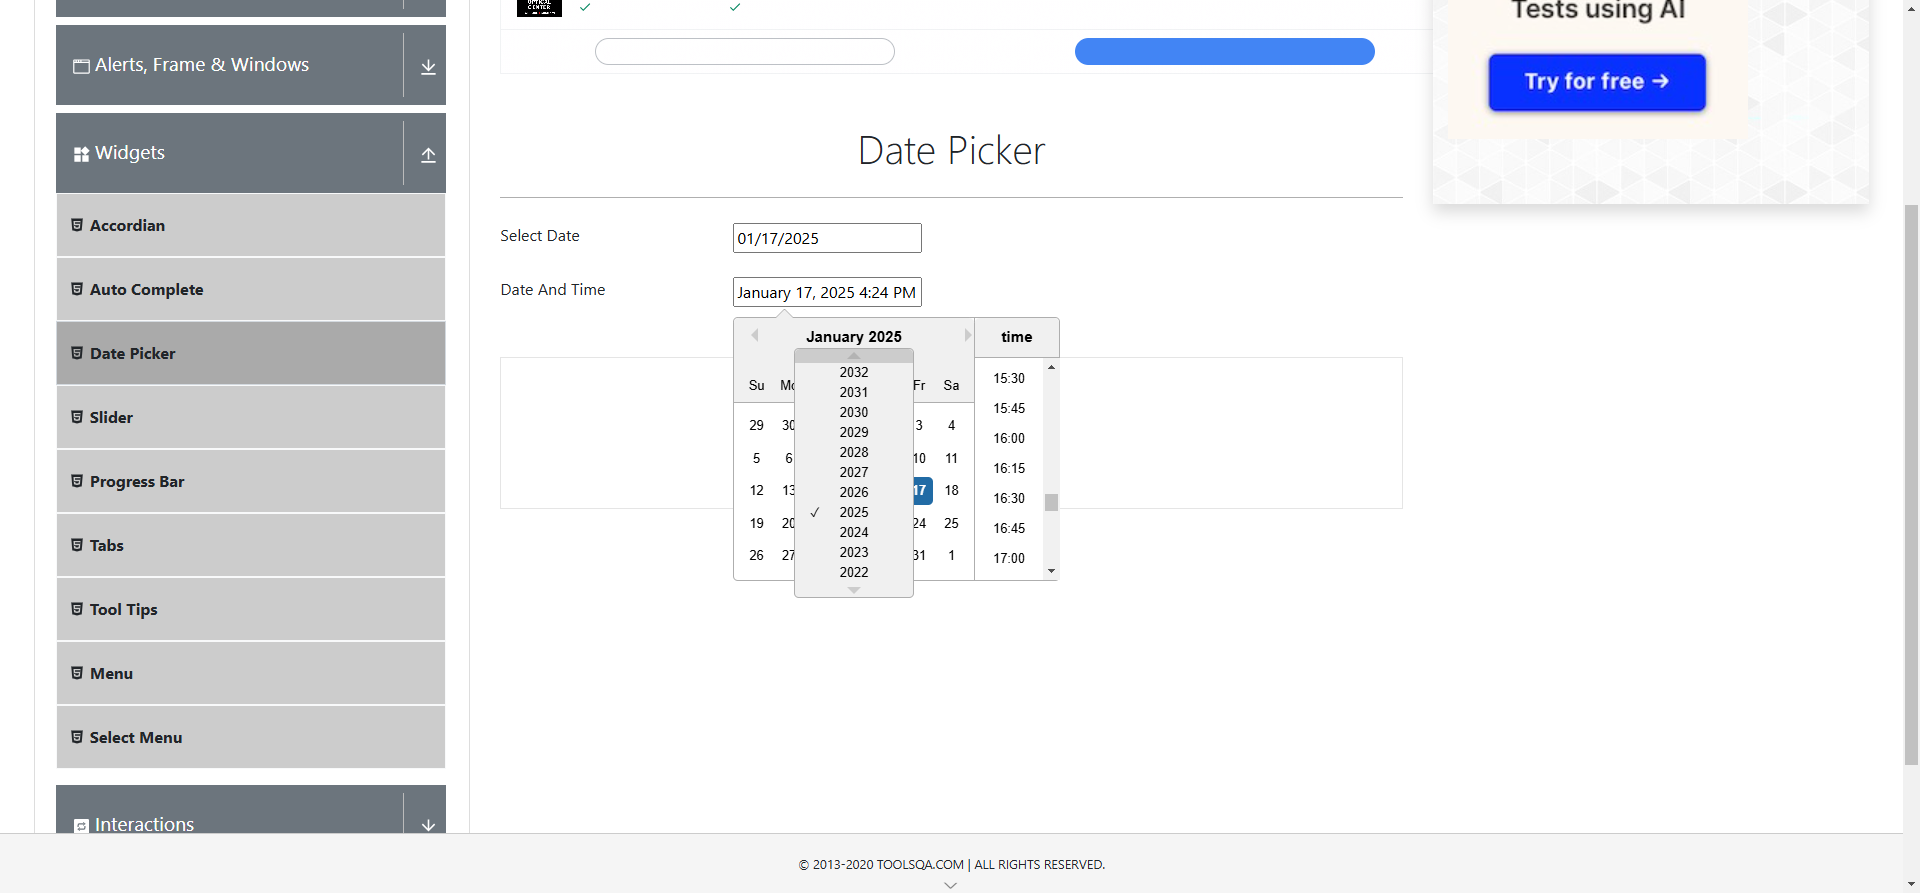 OPTICAL
CENTER
Tests using AI
Try for free →
Alerts, Frame & Windows
Widgets
Accordian
Auto Complete
Date Picker
Slider
Progress Bar
Tabs
Tool Tips
Menu
Select Menu
Interactions
Date Picker
Select Date
01/17/2025
Date And Time
January 17, 2025 4:24 PM
January 2025
Su Mo Fr Sa
29 30 3 4
5 6 10 11
12 13 17 18
19 20 24 25
26 27 31 1
2032
2031
2030
2029
2028
2027
2026
✓ 2025
2024
2023
2022
time
15:30
15:45
16:00
16:15
16:30
16:45
17:00
© 2013-2020 TOOLSQA.COM | ALL RIGHTS RESERVED.